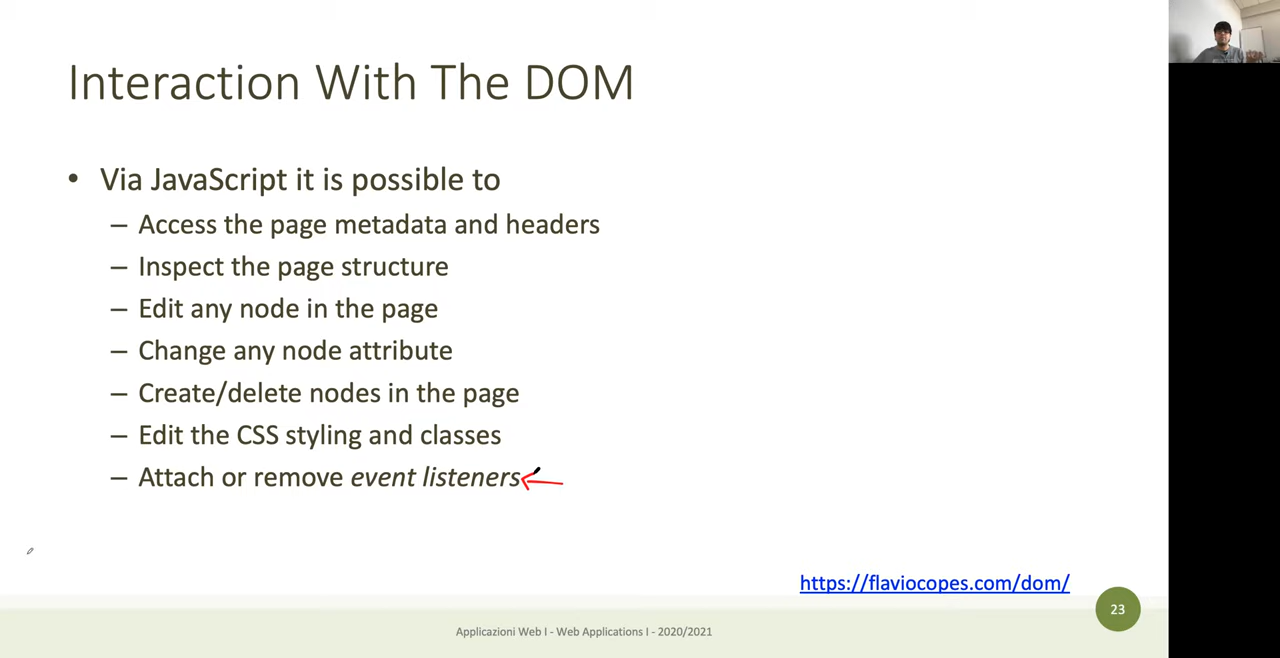 Interaction With The DOM
• Via JavaScript it is possible to
– Access the page metadata and headers
– Inspect the page structure
– Edit any node in the page
– Change any node attribute
– Create/delete nodes in the page
– Edit the CSS styling and classes
– Attach or remove event listeners
https://flaviocopes.com/dom/
23
Applicazioni Web I - Web Applications I - 2020/2021